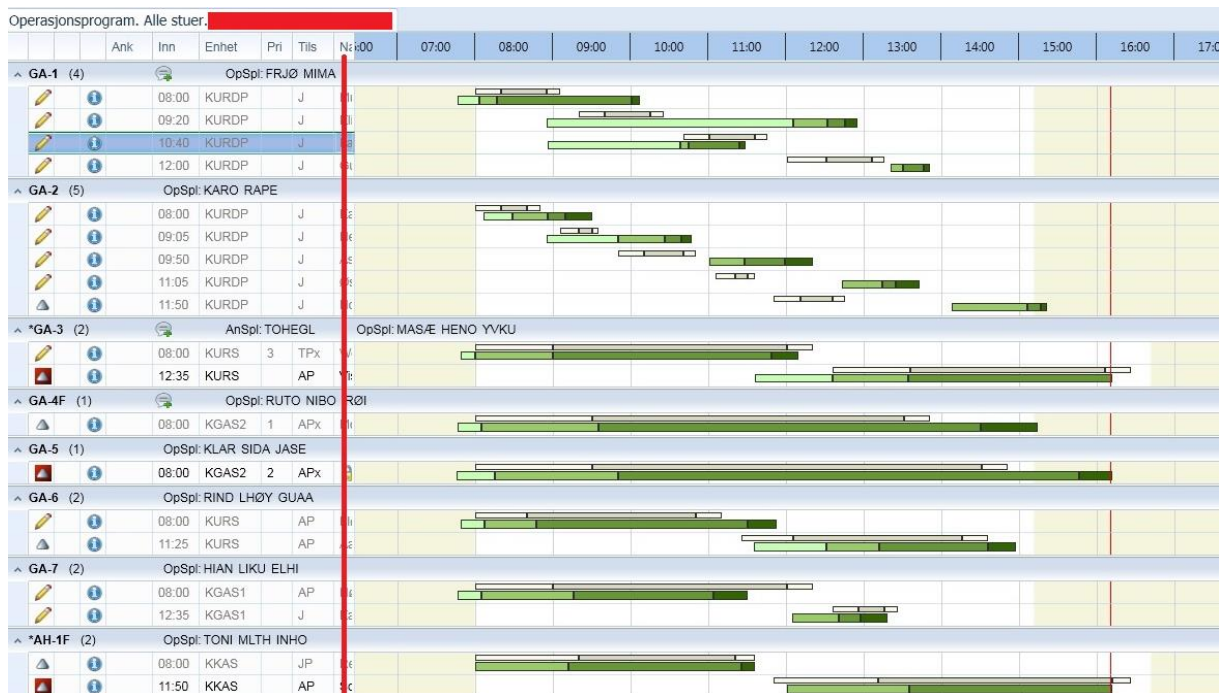 Operasjonsprogram. Alle stuer.
Ank Inn Enhet Pri Tils :00 07:00 08:00 09:00 10:00 11:00 12:00 13:00 14:00 15:00 16:00 17:0
GA-1 (4) OpSpl: FRJØ MIMA
08:00 KURDP J
09:20 KURDP J
10:40 KURDP J
12:00 KURDP J
GA-2 (5) OpSpl: KARO RAPE
08:00 KURDP J
09:05 KURDP J
09:50 KURDP J
11:05 KURDP J
11:50 KURDP J
*GA-3 (2) AnSpl: TOHEGL OpSpl: MASÆ HENO YVKU
08:00 KURS 3 TPx
12:35 KURS AP
GA-4F (1) OpSpl: RUTO NIBO
08:00 KGAS2 1 APx
GA-5 (1) OpSpl: KLAR SIDA JASE
08:00 KGAS2 2 APx
GA-6 (2) OpSpl: RIND LHØY GUAA
08:00 KURS AP
11:25 KURS AP
GA-7 (2) OpSpl: HIAN LIKU ELHI
08:00 KGAS1 AP
12:35 KGAS1 J
*AH-1F (2) OpSpl: TONI MLTH INHO
08:00 KKAS JP
11:50 KKAS AP